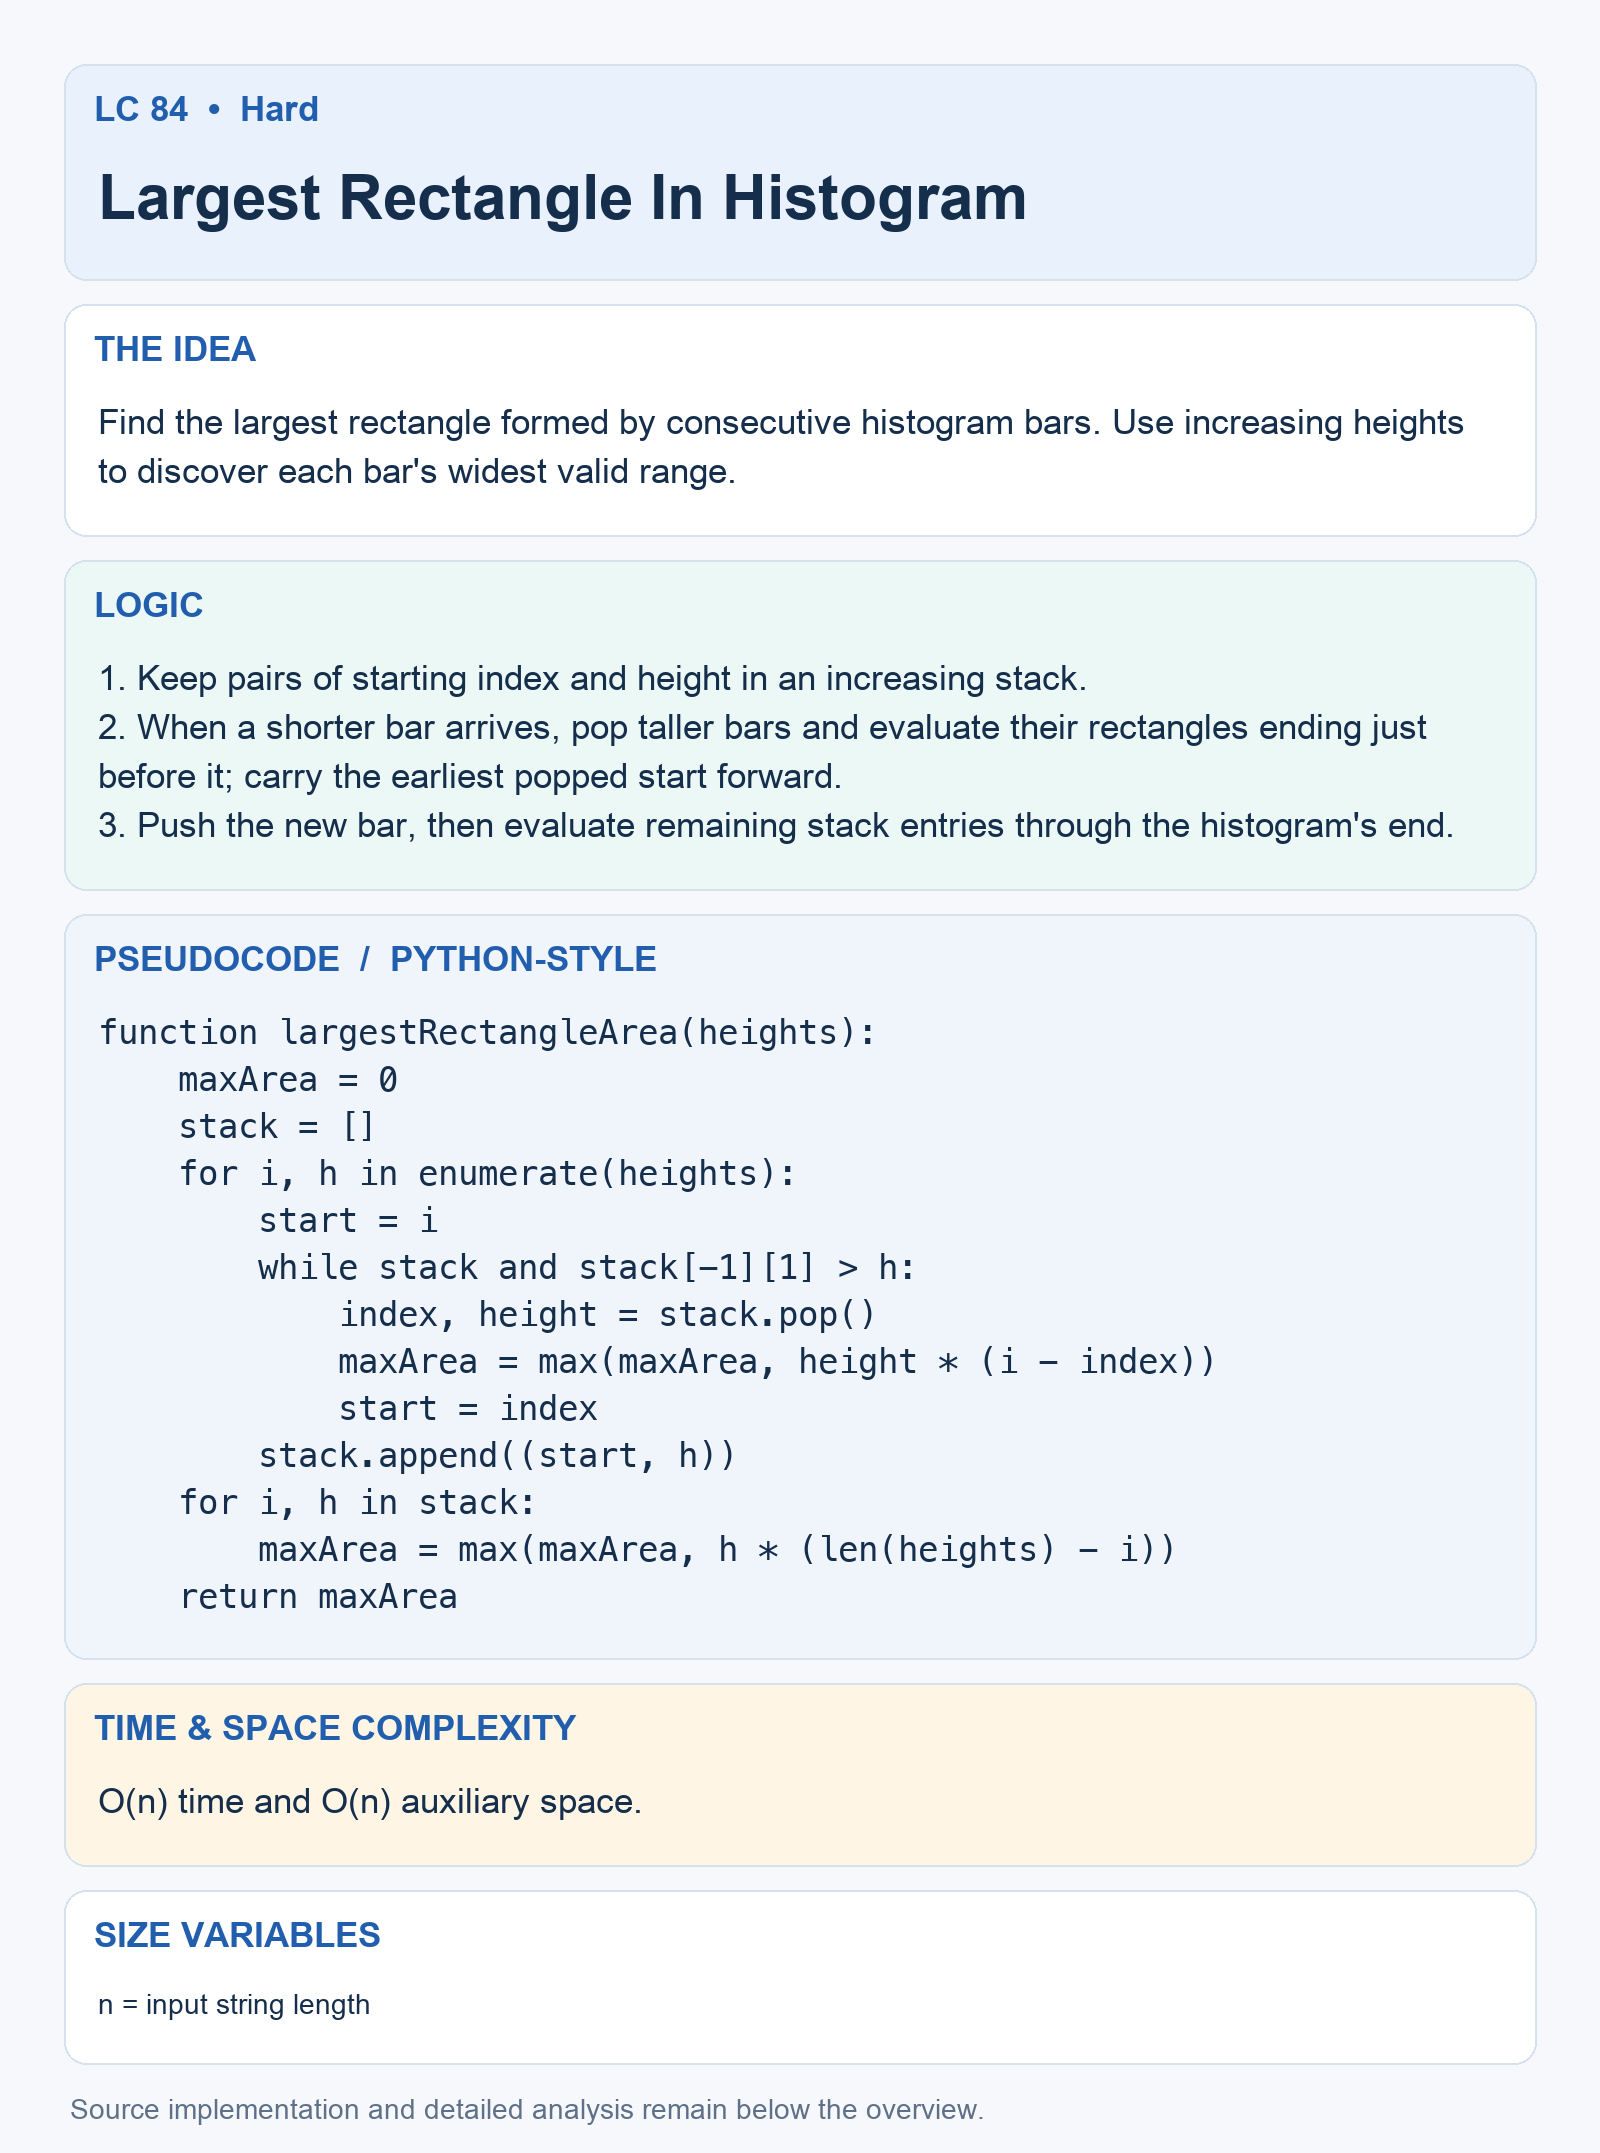 LC 84 • Hard
Largest Rectangle In Histogram
THE IDEA
Find the largest rectangle formed by consecutive histogram bars. Use increasing heights
to discover each bar's widest valid range.
LOGIC
1. Keep pairs of starting index and height in an increasing stack.
2. When a shorter bar arrives, pop taller bars and evaluate their rectangles ending just
before it; carry the earliest popped start forward.
3. Push the new bar, then evaluate remaining stack entries through the histogram's end.
PSEUDOCODE / PYTHON-STYLE
function largestRectangleArea(heights):
    maxArea = 0
    stack = []
    for i, h in enumerate(heights):
        start = i
        while stack and stack[-1][1] > h:
            index, height = stack.pop()
            maxArea = max(maxArea, height * (i - index))
            start = index
        stack.append((start, h))
    for i, h in stack:
        maxArea = max(maxArea, h * (len(heights) - i))
    return maxArea
TIME & SPACE COMPLEXITY
O(n) time and O(n) auxiliary space.
SIZE VARIABLES
n = input string length
Source implementation and detailed analysis remain below the overview.